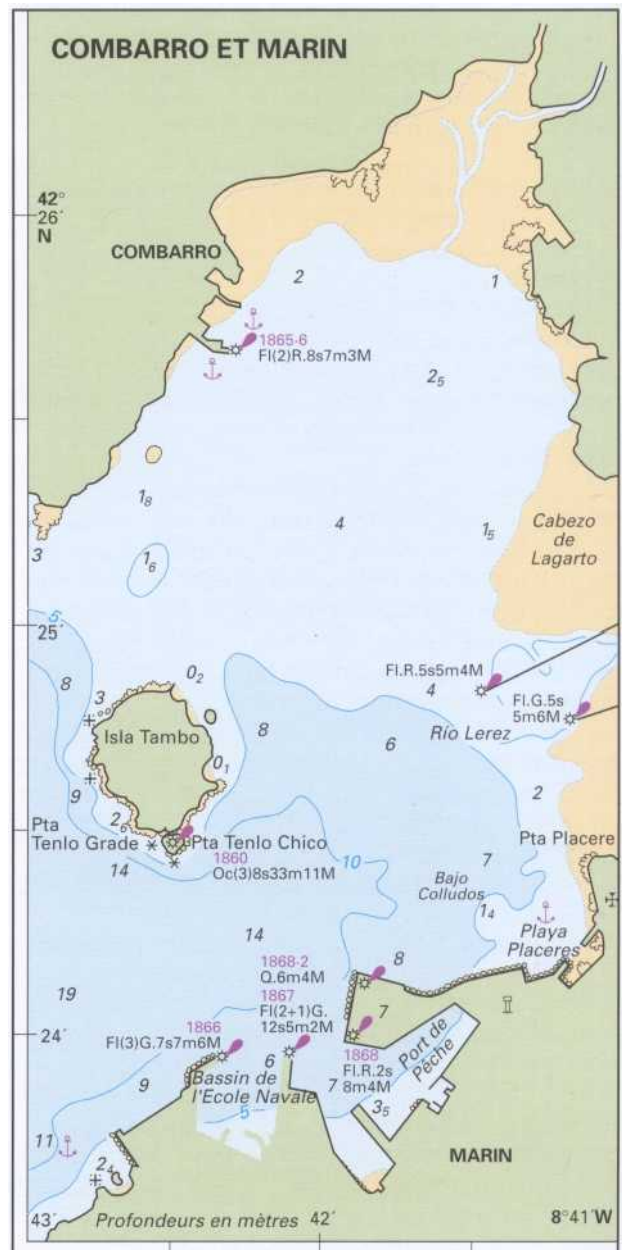 COMBARRO ET MARIN
42°
26´
N
COMBARRO
2
1
1865-6
Fl(2)R.8s7m3M
2₅
1₈
4
1₅
Cabezo
de
Lagarto
3
1₆
5
25´
8
3
0₂
Fl.R.5s5m4M
4
Fl.G.5s
5m6M
Isla Tambo
8
6
Río Lerez
0₁
9
2
2₆
Pta
Tenlo Grade
Pta Tenlo Chico
Pta Placere
14
1860
Oc(3)8s33m11M
10
7
Bajo
Colludos
1₄
Playa
Placeres
14
1868-2
Q.6m4M
8
19
1867
Fl(2+1)G.
12s5m2M
7
24´
1866
Fl(3)G.7s7m6M
6
1868
Fl.R.2s
8m4M
Port de
Pêche
9
Bassin de
l'Ecole Navale
7
5
3₅
11
2₄
MARIN
43´
Profondeurs en mètres
42´
8°41´W